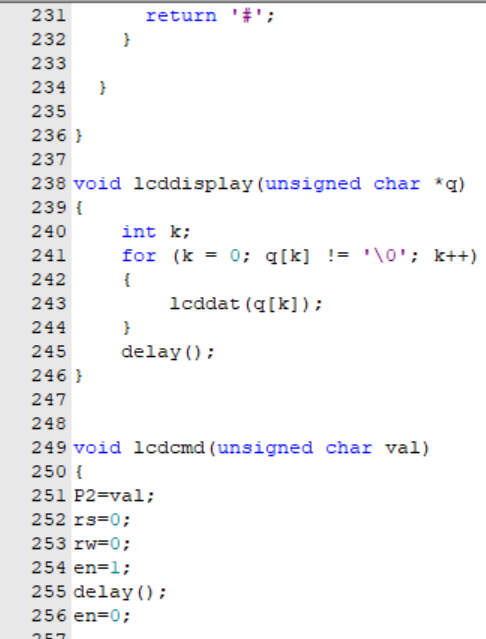 231 return '#';
232 }
233
234 }
235
236 }
237
238 void lcddisplay(unsigned char *q)
239 {
240 int k;
241 for (k = 0; q[k] != '\0'; k++)
242 {
243 lcddat(q[k]);
244 }
245 delay();
246 }
247
248
249 void lcdcmd(unsigned char val)
250 {
251 P2=val;
252 rs=0;
253 rw=0;
254 en=1;
255 delay();
256 en=0;